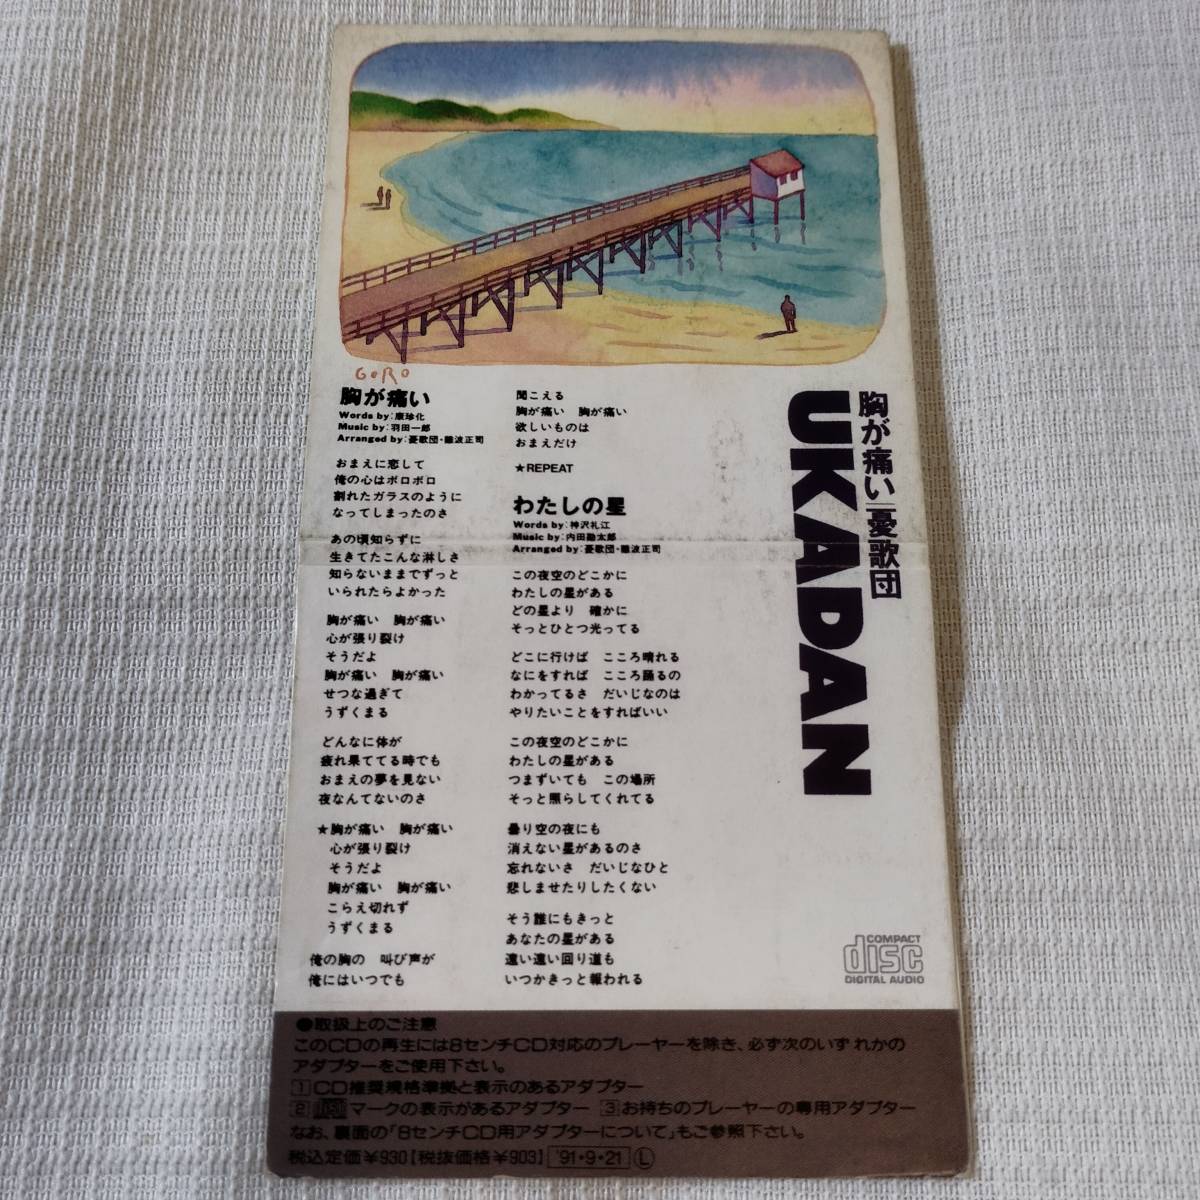 GoRo
胸が痛い
Words by:康珍化
Music by:羽田一郎
Arranged by:憂歌団・難波正司
おまえに恋して
俺の心はボロボロ
割れたガラスのように
なってしまったのさ
あの頃知らずに
生きてたこんな淋しさ
知らないままでずっと
いられたらよかった
胸が痛い　胸が痛い
心が張り裂け
そうだよ
胸が痛い　胸が痛い
せつな過ぎて
うずくまる
どんなに体が
疲れ果ててる時でも
おまえの夢を見ない
夜なんてないのさ
★胸が痛い　胸が痛い
心が張り裂け
そうだよ
胸が痛い　胸が痛い
こらえ切れず
うずくまる
俺の胸の　叫び声が
俺にはいつでも
聞こえる
胸が痛い　胸が痛い
欲しいものは
おまえだけ
★REPEAT
わたしの星
Words by:神沢礼江
Music by:内田勘太郎
Arranged by:憂歌団・難波正司
この夜空のどこかに
わたしの星がある
どの星より　確かに
そっとひとつ光ってる
どこに行けば　こころ晴れる
なにをすれば　こころ踊るの
わかってるさ　だいじなのは
やりたいことをすればいい
この夜空のどこかに
わたしの星がある
つまずいても　この場所
そっと照らしてくれてる
曇り空の夜にも
消えない星があるのさ
忘れないさ　だいじなひと
悲しませたりしたくない
そう誰にもきっと
あなたの星がある
遠い遠い回り道も
いつかきっと報われる
胸が痛い/憂歌団
UKADAN
COMPACT
disc
DIGITAL AUDIO
●取扱上のご注意
このCDの再生には8センチCD対応のプレーヤーを除き、必ず次のいずれかの
アダプターをご使用下さい。
1 CD推奨規格準拠と表示のあるアダプター
2 disc マークの表示があるアダプター 3 お持ちのプレーヤーの専用アダプター
なお、裏面の「8センチCD用アダプターについて」もご参照下さい。
税込定価¥930[税抜価格¥903] '91・9・21 L